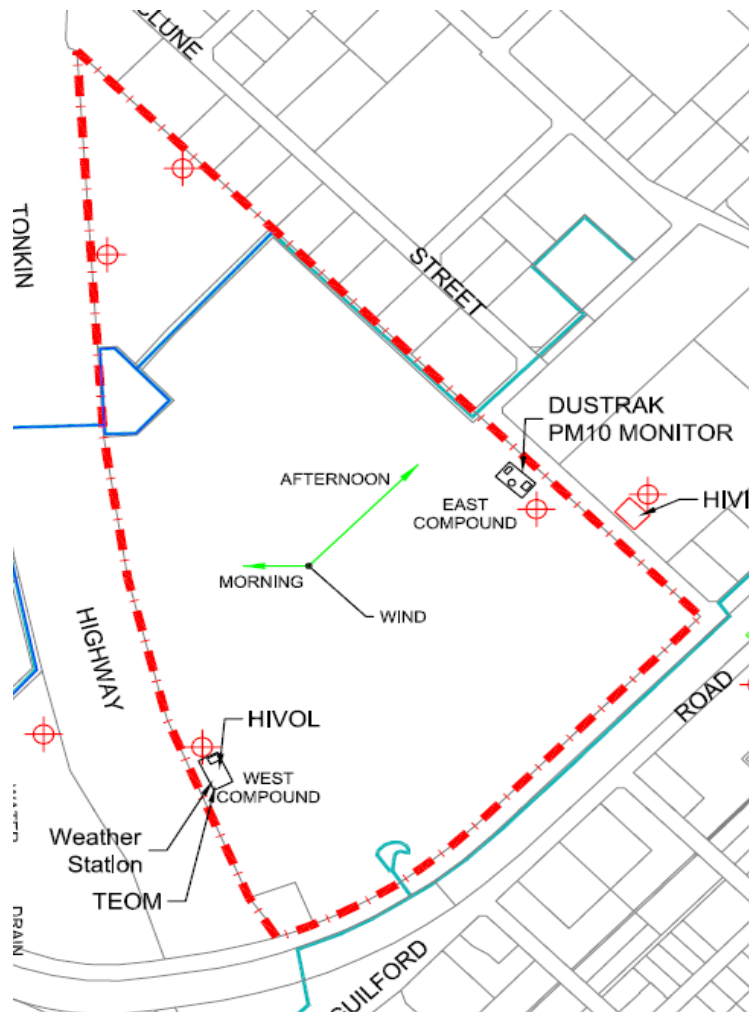 CLUNE
TONKIN
STREET
DUSTRAK
PM10 MONITOR
AFTERNOON
EAST
COMPOUND
HIVI
MORNING
WIND
HIGHWAY
ROAD
HIVOL
WEST
COMPOUND
Weather
Station
TEOM
DRAIN
GUILFORD